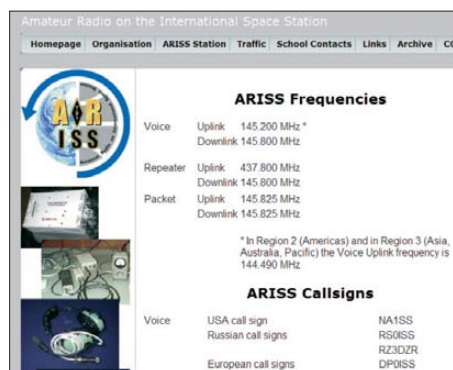 Amateur Radio on the International Space Station
Homepage Organisation ARISS Station Traffic School Contacts Links Archive
ARISS
ARISS Frequencies
Voice Uplink 145.200 MHz *
Downlink 145.800 MHz
Repeater Uplink 437.800 MHz
Downlink 145.800 MHz
Packet Uplink 145.825 MHz
Downlink 145.825 MHz
* In Region 2 (Americas) and in Region 3 (Asia,
Australia, Pacific) the Voice Uplink frequency is
144.490 MHz
ARISS Callsigns
Voice USA call sign NA1SS
Russian call signs RS0ISS
RZ3DZR
European call signs DP0ISS